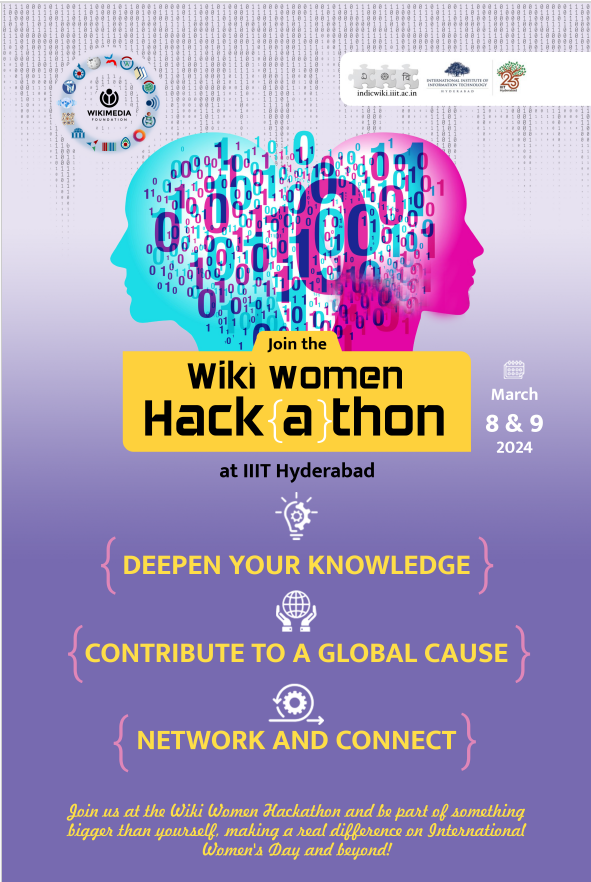 WIKIMEDIA
FOUNDATION
indicwiki.iiit.ac.in
INTERNATIONAL INSTITUTE OF
INFORMATION TECHNOLOGY
HYDERABAD
25
Join the
Wiki Women
Hack{a}thon
March
8 & 9
2024
at IIIT Hyderabad
{DEEPEN YOUR KNOWLEDGE}
{CONTRIBUTE TO A GLOBAL CAUSE}
{NETWORK AND CONNECT}
Join us at the Wiki Women Hackathon and be part of something
bigger than yourself, making a real difference on International
Women's Day and beyond!